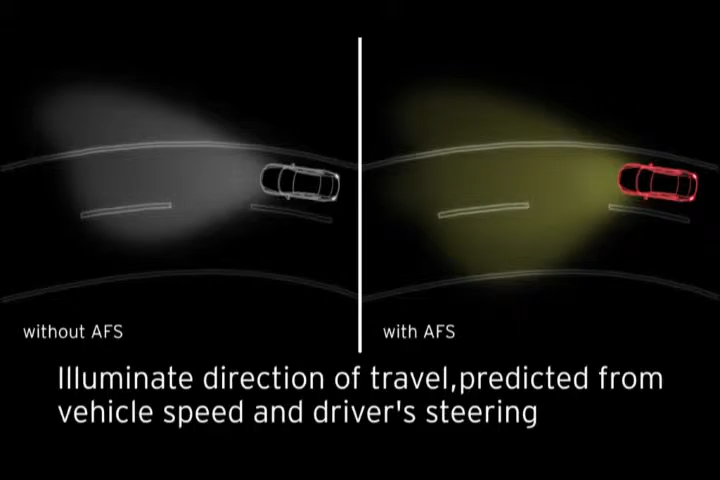 without AFS
with AFS
Illuminate direction of travel,predicted from
vehicle speed and driver's steering